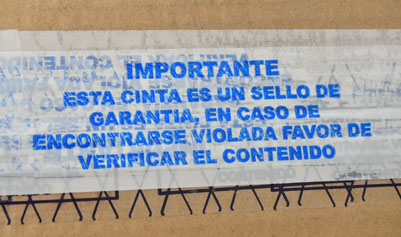 IMPORTANTE
ESTA CINTA ES UN SELLO DE
GARANTIA, EN CASO DE
ENCONTRARSE VIOLADA FAVOR DE
VERIFICAR EL CONTENIDO